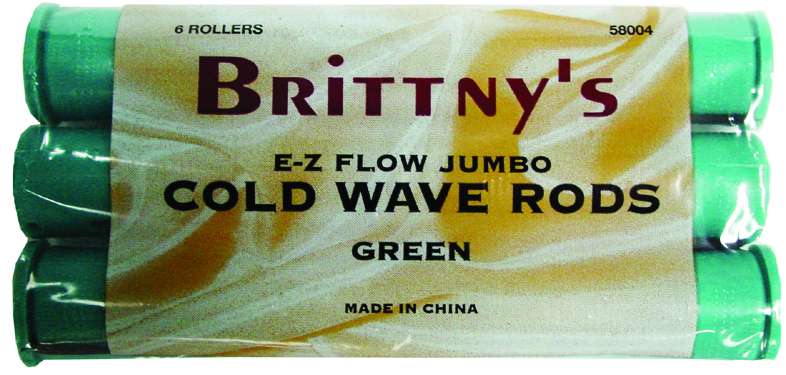 6 ROLLERS 58004
BRiTTNy's
E-Z FLOW JUMBO
COLD WAVE RODS
GREEN
MADE IN CHINA